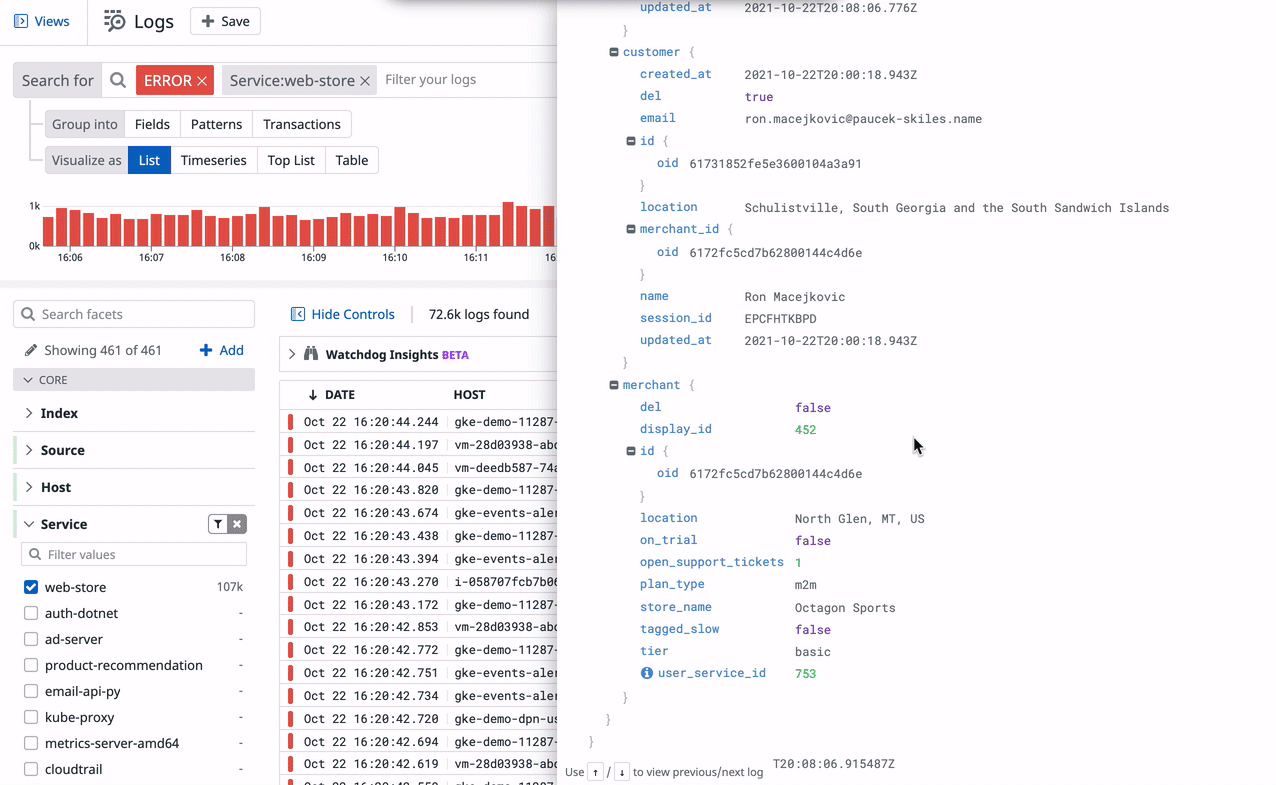 Views
Logs
Save
Search for
ERROR
Service:web-store
Filter your logs
Group into
Fields
Patterns
Transactions
Visualize as
List
Timeseries
Top List
Table
1k
0k
16:06
16:07
16:08
16:09
16:10
16:11
Search facets
Hide Controls
72.6k logs found
Showing 461 of 461
Add
Watchdog Insights BETA
CORE
Index
Source
Host
Service
Filter values
web-store 107k
auth-dotnet -
ad-server -
product-recommendation -
email-api-py -
kube-proxy -
metrics-server-amd64 -
cloudtrail -
DATE HOST
Oct 22 16:20:44.244 gke-demo-11287-
Oct 22 16:20:44.197 vm-28d03938-abc
Oct 22 16:20:44.045 vm-deedb587-74a
Oct 22 16:20:43.820 gke-demo-11287-
Oct 22 16:20:43.674 gke-events-aler
Oct 22 16:20:43.438 gke-demo-11287-
Oct 22 16:20:43.394 gke-events-aler
Oct 22 16:20:43.270 i-058707fcb7b06
Oct 22 16:20:43.172 gke-demo-11287-
Oct 22 16:20:42.853 vm-28d03938-abc
Oct 22 16:20:42.772 gke-demo-11287-
Oct 22 16:20:42.751 gke-events-aler
Oct 22 16:20:42.734 gke-events-aler
Oct 22 16:20:42.720 gke-demo-dpn-us
Oct 22 16:20:42.694 gke-demo-11287-
Oct 22 16:20:42.619 vm-28d03938-abc
updated_at 2021-10-22T20:08:06.776Z
}
customer {
created_at 2021-10-22T20:00:18.943Z
del true
email ron.macejkovic@paucek-skiles.name
id {
oid 61731852fe5e3600104a3a91
}
location Schulistville, South Georgia and the South Sandwich Islands
merchant_id {
oid 6172fc5cd7b62800144c4d6e
}
name Ron Macejkovic
session_id EPCFHTKBPD
updated_at 2021-10-22T20:00:18.943Z
}
merchant {
del false
display_id 452
id {
oid 6172fc5cd7b62800144c4d6e
}
location North Glen, MT, US
on_trial false
open_support_tickets 1
plan_type m2m
store_name Octagon Sports
tagged_slow false
tier basic
user_service_id 753
}
}
}
T20:08:06.915487Z
Use ↑ / ↓ to view previous/next log